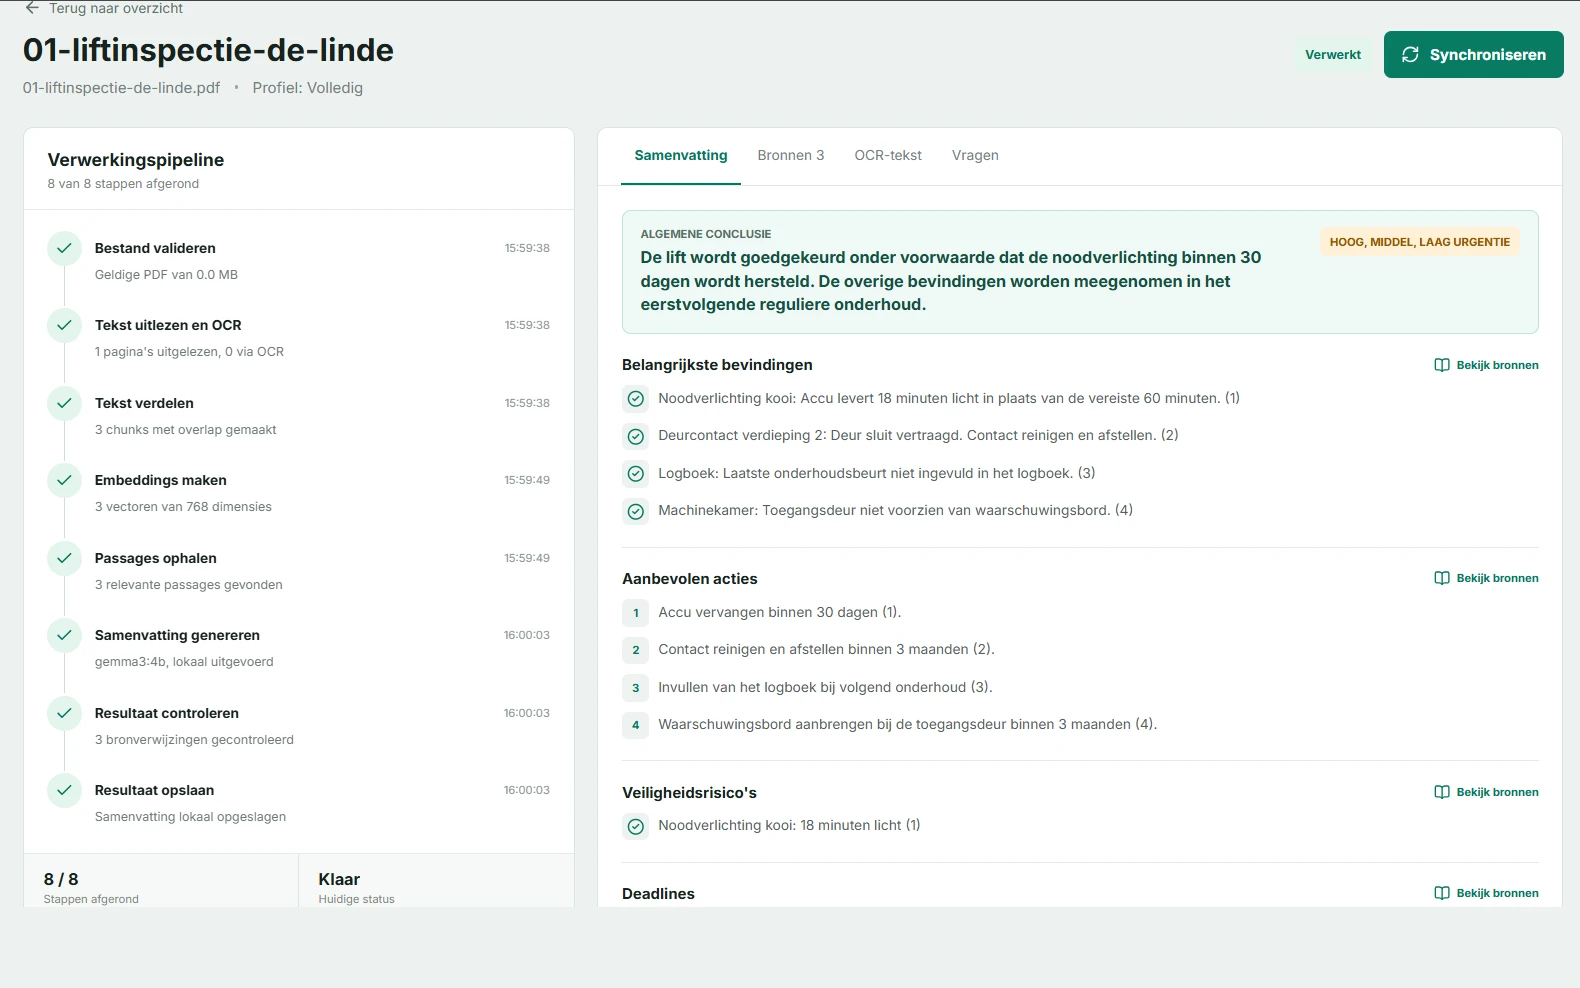 Terug naar overzicht
01-liftinspectie-de-linde
01-liftinspectie-de-linde.pdf • Profiel: Volledig
Verwerkt
Synchroniseren
Verwerkingspipeline
8 van 8 stappen afgerond
Bestand valideren 15:59:38
Geldige PDF van 0.0 MB
Tekst uitlezen en OCR 15:59:38
1 pagina's uitgelezen, 0 via OCR
Tekst verdelen 15:59:38
3 chunks met overlap gemaakt
Embeddings maken 15:59:49
3 vectoren van 768 dimensies
Passages ophalen 15:59:49
3 relevante passages gevonden
Samenvatting genereren 16:00:03
gemma3:4b, lokaal uitgevoerd
Resultaat controleren 16:00:03
3 bronverwijzingen gecontroleerd
Resultaat opslaan 16:00:03
Samenvatting lokaal opgeslagen
8 / 8
Stappen afgerond
Klaar
Huidige status
Samenvatting Bronnen 3 OCR-tekst Vragen
ALGEMENE CONCLUSIE
HOOG, MIDDEL, LAAG URGENTIE
De lift wordt goedgekeurd onder voorwaarde dat de noodverlichting binnen 30
dagen wordt hersteld. De overige bevindingen worden meegenomen in het
eerstvolgende reguliere onderhoud.
Belangrijkste bevindingen Bekijk bronnen
Noodverlichting kooi: Accu levert 18 minuten licht in plaats van de vereiste 60 minuten. (1)
Deurcontact verdieping 2: Deur sluit vertraagd. Contact reinigen en afstellen. (2)
Logboek: Laatste onderhoudsbeurt niet ingevuld in het logboek. (3)
Machinekamer: Toegangsdeur niet voorzien van waarschuwingsbord. (4)
Aanbevolen acties Bekijk bronnen
1 Accu vervangen binnen 30 dagen (1).
2 Contact reinigen en afstellen binnen 3 maanden (2).
3 Invullen van het logboek bij volgend onderhoud (3).
4 Waarschuwingsbord aanbrengen bij de toegangsdeur binnen 3 maanden (4).
Veiligheidsrisico's Bekijk bronnen
Noodverlichting kooi: 18 minuten licht (1)
Deadlines Bekijk bronnen